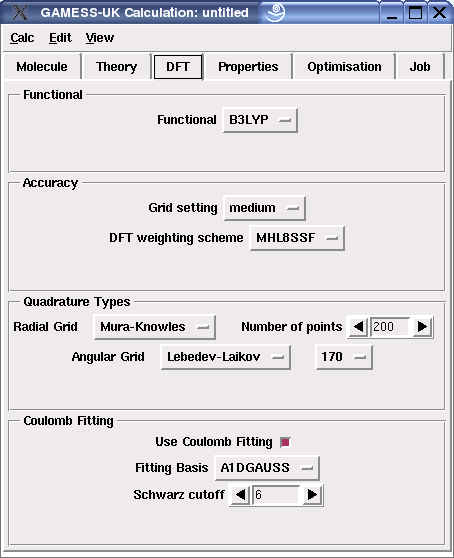 GAMESS-UK Calculation: untitled
Calc Edit View
Molecule Theory DFT Properties Optimisation Job
Functional
Functional B3LYP
Accuracy
Grid setting medium
DFT weighting scheme MHL8SSF
Quadrature Types
Radial Grid Mura-Knowles Number of points 200
Angular Grid Lebedev-Laikov 170
Coulomb Fitting
Use Coulomb Fitting
Fitting Basis A1DGAUSS
Schwarz cutoff 6